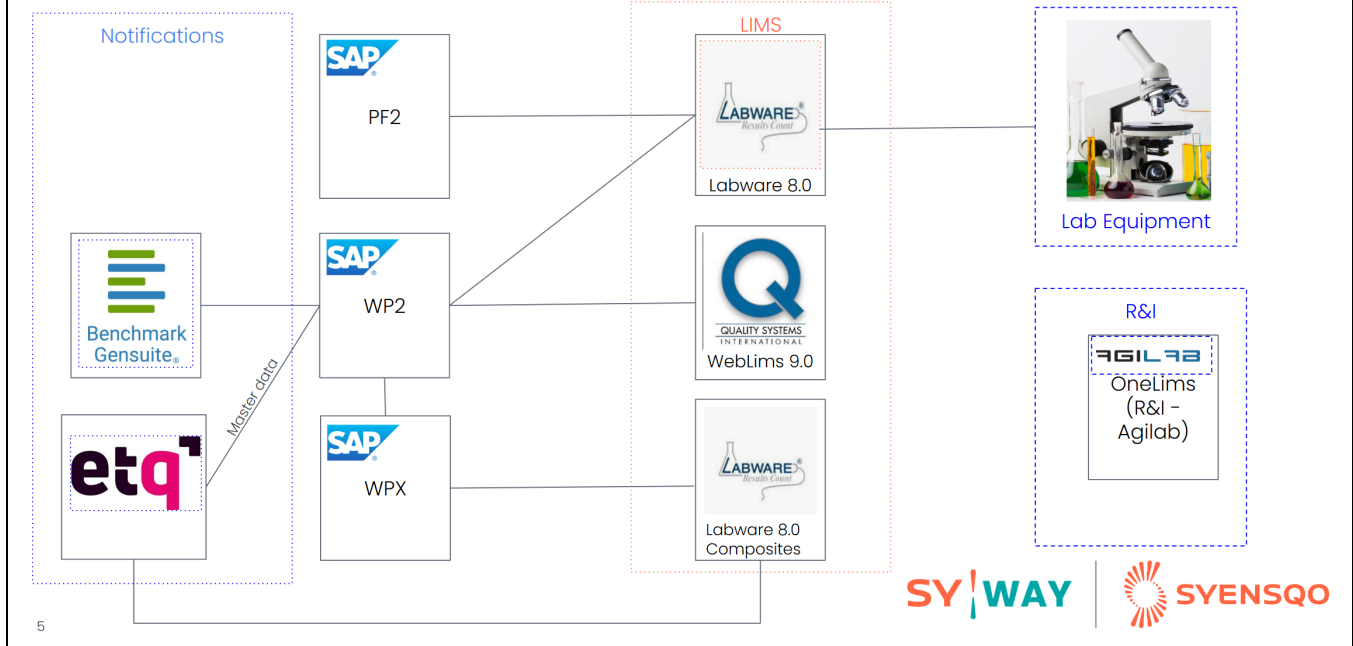 Notifications
LIMS
SAP®
PF2
LABWARE®
Results Count
Labware 8.0
Lab Equipment
Benchmark
Gensuite®
SAP®
WP2
QUALITY SYSTEMS
INTERNATIONAL
WebLims 9.0
R&I
AGILAB
OneLims
(R&I -
Agilab)
Master data
etq
SAP®
WPX
LABWARE®
Results Count
Labware 8.0
Composites
SY!WAY
SYENSQO
5